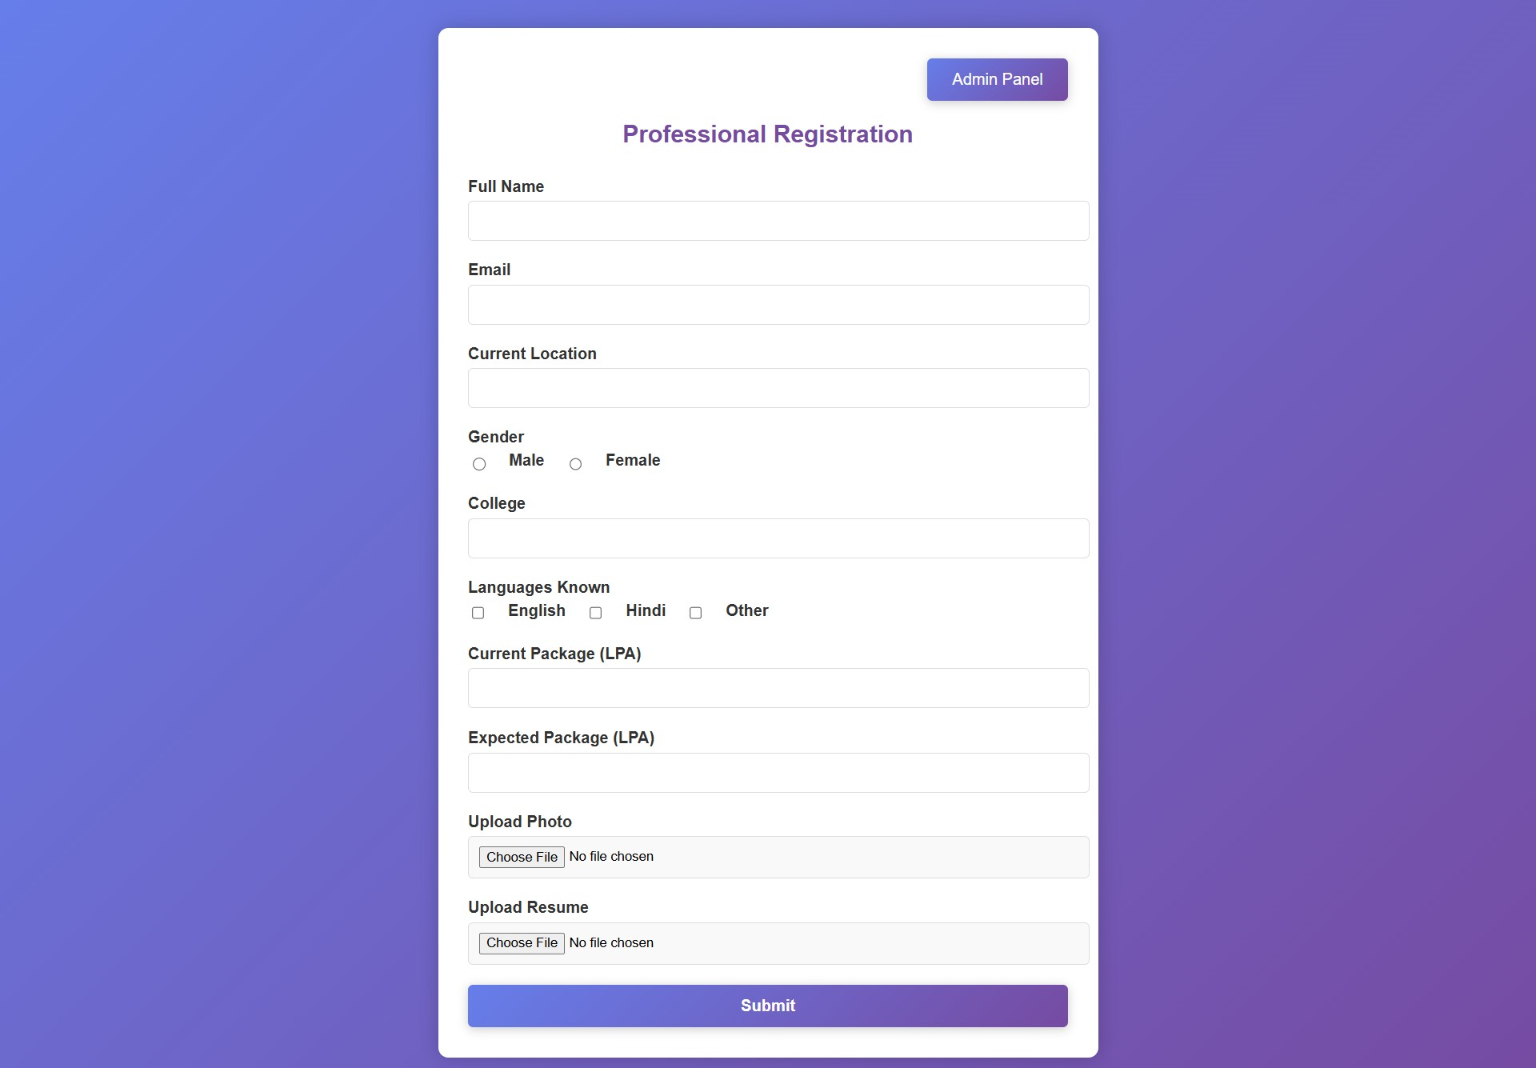 Admin Panel
Professional Registration
Full Name
Email
Current Location
Gender
Male Female
College
Languages Known
English Hindi Other
Current Package (LPA)
Expected Package (LPA)
Upload Photo
Choose File No file chosen
Upload Resume
Choose File No file chosen
Submit